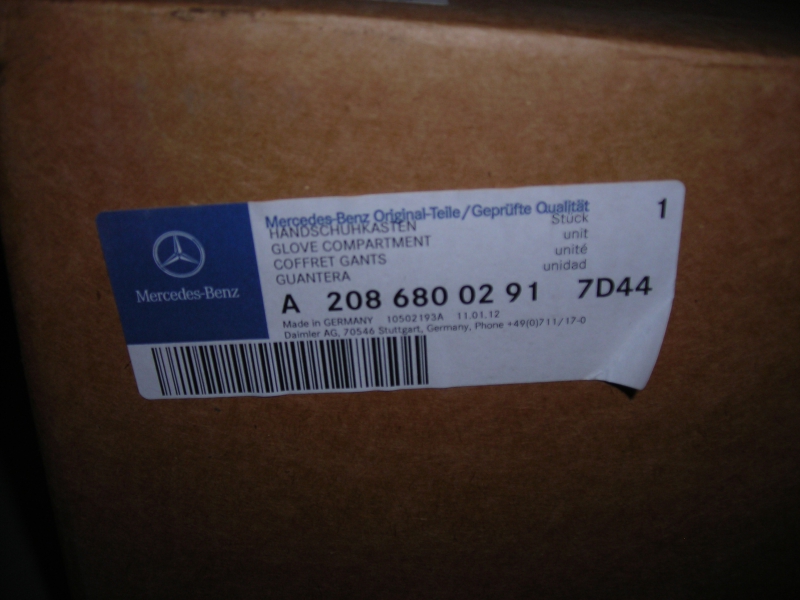 Mercedes-Benz Original-Teile/Geprüfte Qualität 1
HANDSCHUHKASTEN Stück
GLOVE COMPARTMENT unit
COFFRET GANTS unité
GUANTERA unidad
Mercedes-Benz
A 208 680 02 91 7D44
Made in GERMANY 10502193A 11.01.12
Daimler AG, 70546 Stuttgart, Germany, Phone +49(0)711/17-0